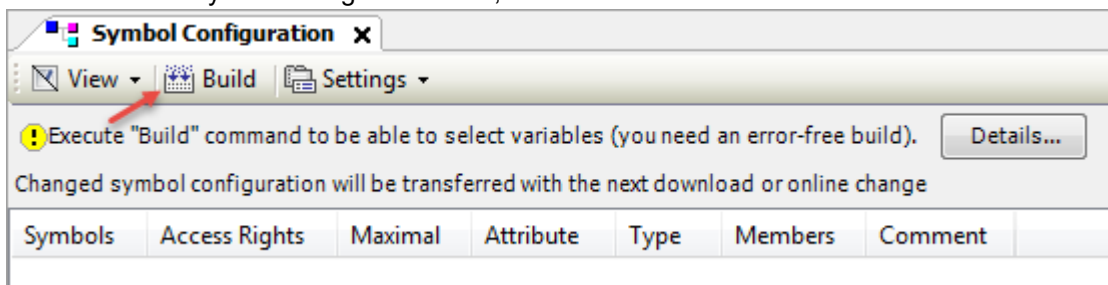 Symbol Configuration X
View Build Settings
Execute "Build" command to be able to select variables (you need an error-free build). Details...
Changed symbol configuration will be transferred with the next download or online change
Symbols Access Rights Maximal Attribute Type Members Comment